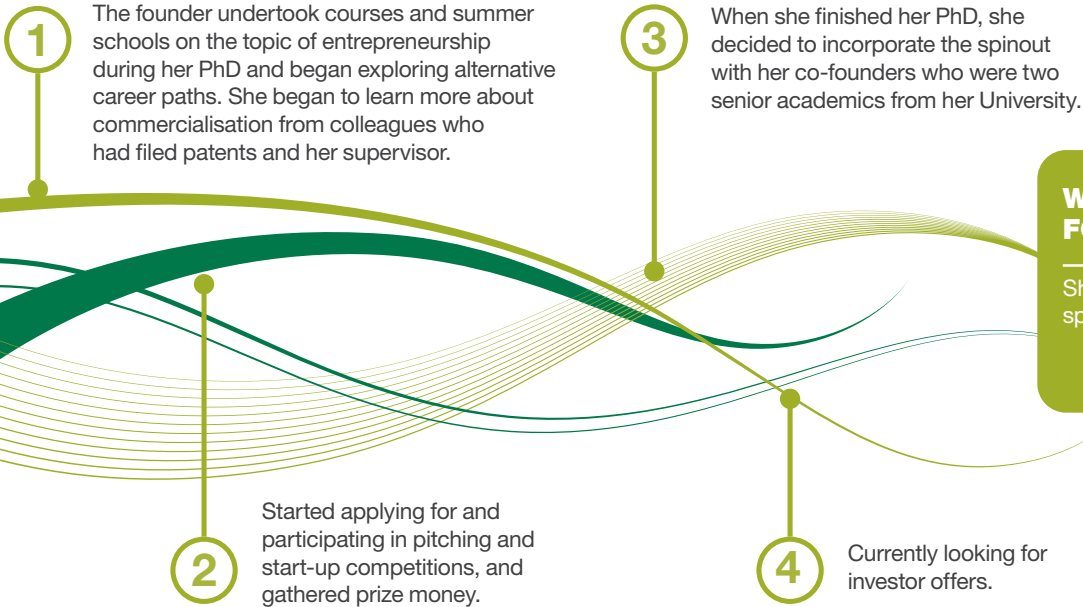 1
The founder undertook courses and summer
schools on the topic of entrepreneurship
during her PhD and began exploring alternative
career paths. She began to learn more about
commercialisation from colleagues who
had filed patents and her supervisor.
3
When she finished her PhD, she
decided to incorporate the spinout
with her co-founders who were two
senior academics from her University.
2
Started applying for and
participating in pitching and
start-up competitions, and
gathered prize money.
4
Currently looking for
investor offers.